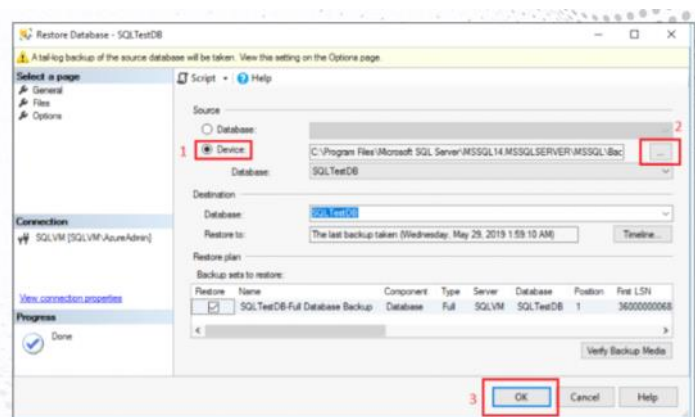 Restore Database - SQLTestDB
A tail-log backup of the source database will be taken. View this setting on the Options page.
Select a page
General
Files
Options
Script
Help
Source
Database:
1
Device:
C:\Program Files\Microsoft SQL Server\MSSQL14.MSSQLSERVER\MSSQL\Bac
...
2
Database:
SQLTestDB
Destination
Database:
SQLTestDB
Restore to:
The last backup taken (Wednesday, May 29, 2019 1:59:10 AM)
Timeline...
Restore plan
Backup sets to restore:
Restore Name Component Type Server Database Position First LSN
SQLTestDB-Full Database Backup Database Full SQLVM SQLTestDB 1 36000000068
Connection
SQLVM [SQLVM\AzureAdmin]
View connection properties
Progress
Done
Verify Backup Media
3
OK
Cancel
Help